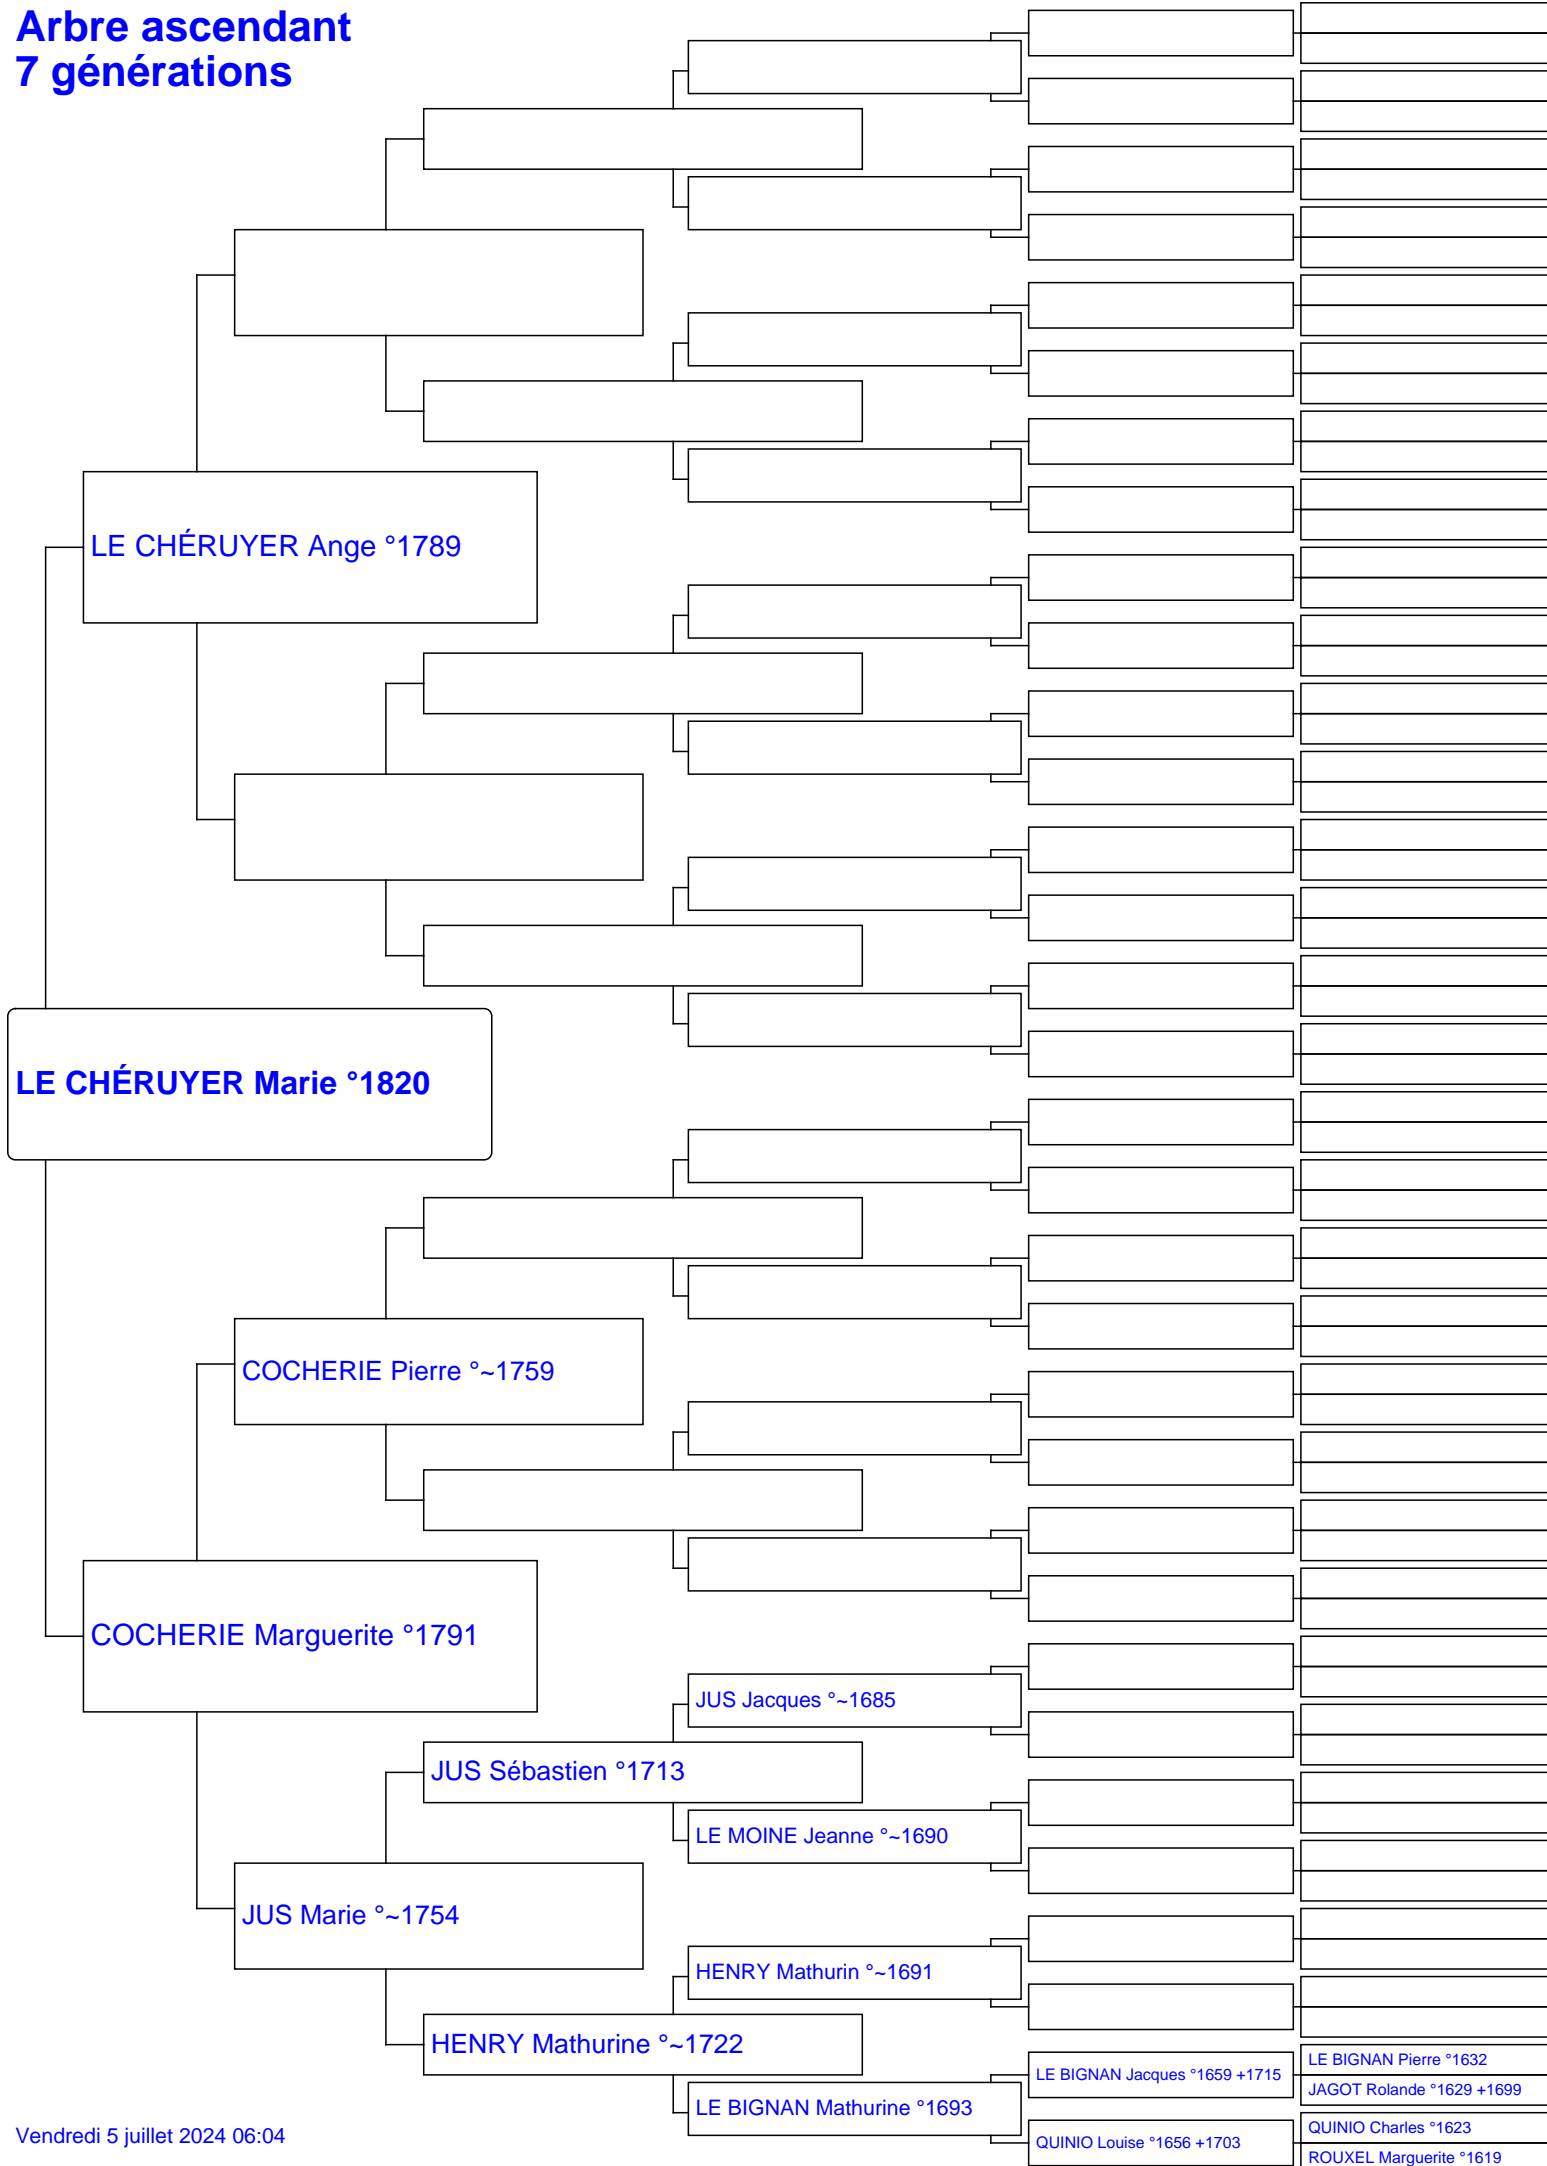 Arbre ascendant
7 générations
LE CHÉRUYER Ange °1789
LE CHÉRUYER Marie °1820
COCHERIE Pierre °~1759
COCHERIE Marguerite °1791
JUS Jacques °~1685
JUS Sébastien °1713
LE MOINE Jeanne °~1690
JUS Marie °~1754
HENRY Mathurin °~1691
HENRY Mathurine °~1722
LE BIGNAN Pierre °1632
LE BIGNAN Jacques °1659 +1715
JAGOT Rolande °1629 +1699
LE BIGNAN Mathurine °1693
QUINIO Charles °1623
QUINIO Louise °1656 +1703
ROUXEL Marguerite °1619
Vendredi 5 juillet 2024 06:04